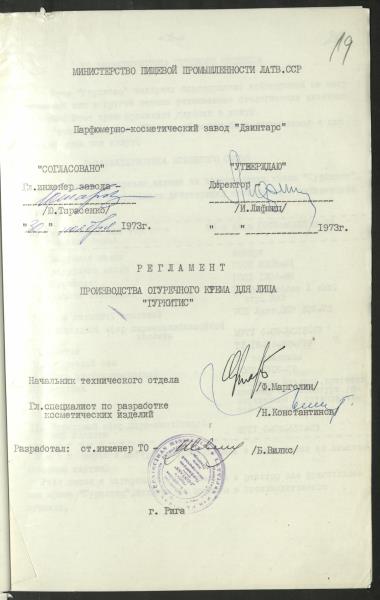 19
МИНИСТЕРСТВО ПИЩЕВОЙ ПРОМЫШЛЕННОСТИ ЛАТВ.ССР
Парфюмерно-косметический завод "Дзинтарс"
"СОГЛАСОВАНО" "УТВЕРЖДАЮ"
Гл.инженер завода Директор
/Ю.Тарасенко/ /И.Лифшиц/
"30" ноября 1973г. " " 1973г.
РЕГЛАМЕНТ
ПРОИЗВОДСТВА ОГУРЕЧНОГО КРЕМА ДЛЯ ЛИЦА
"ГУРКИТИС"
Начальник технического отдела
/Ф.Марголин/
Гл.специалист по разработке
косметических изделий /Н.Константинов/
Разработал: ст.инженер ТО /Б.Вилкс/
г. Рига